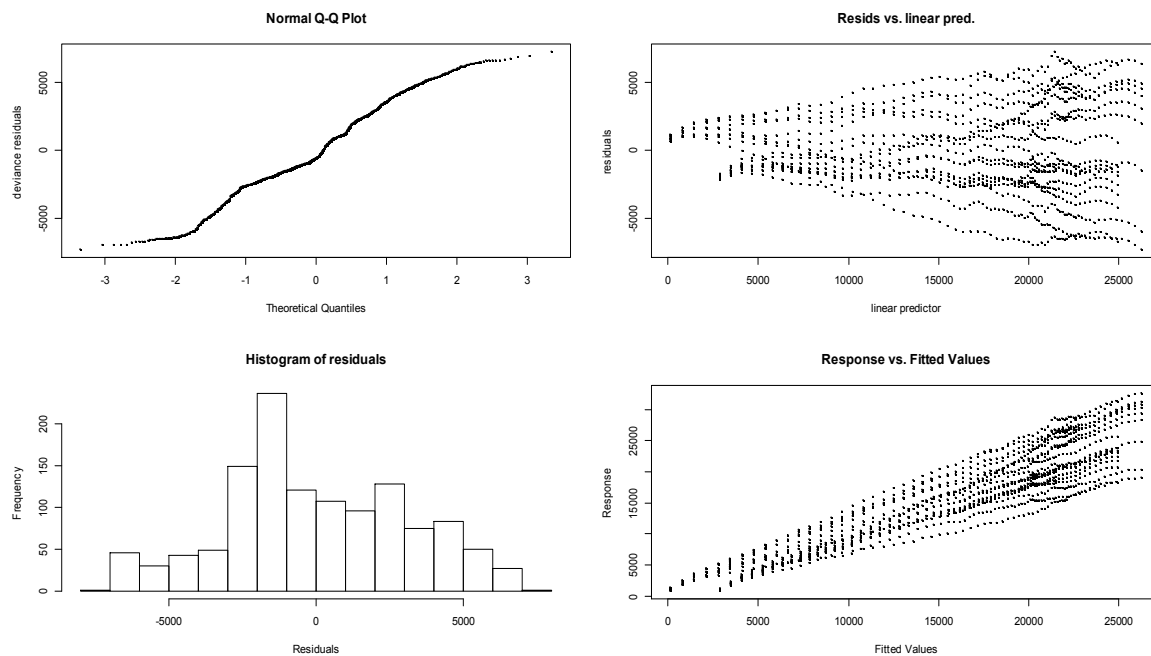 Normal Q-Q Plot
deviance residuals
-5000 0 5000
-3 -2 -1 0 1 2 3
Theoretical Quantiles
Resids vs. linear pred.
residuals
-5000 0 5000
0 5000 10000 15000 20000 25000
linear predictor
Histogram of residuals
Frequency
0 50 100 150 200
-5000 0 5000
Residuals
Response vs. Fitted Values
Response
0 5000 15000 25000
0 5000 10000 15000 20000 25000
Fitted Values